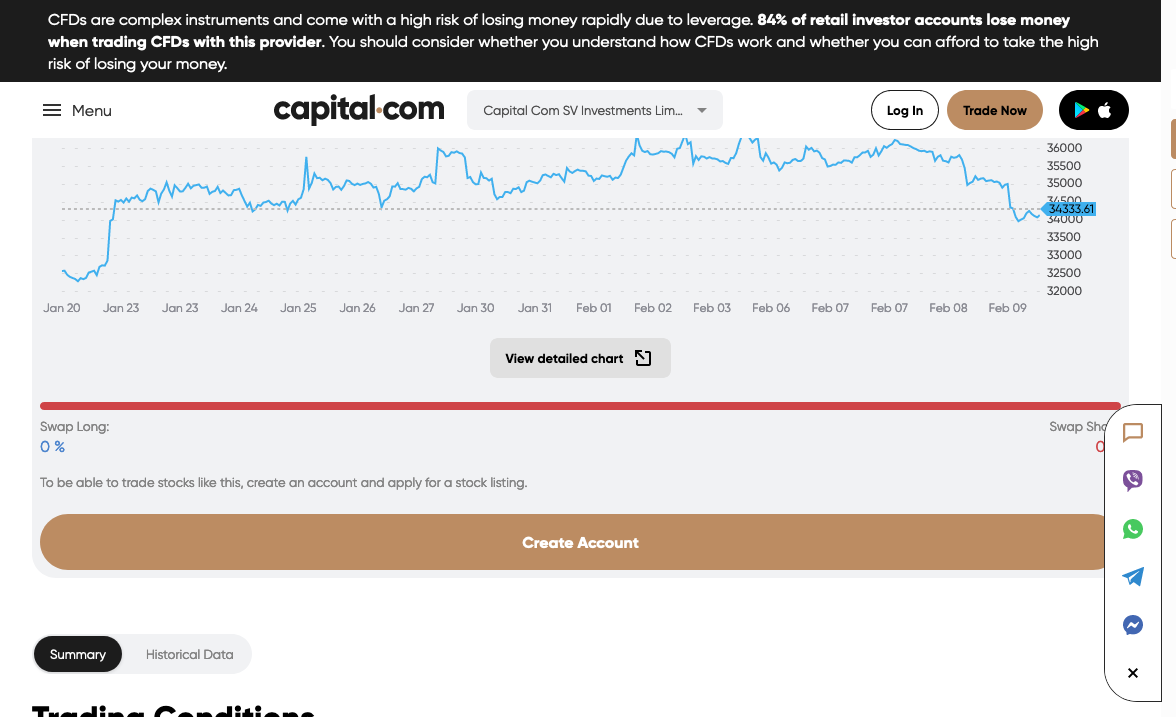 CFDs are complex instruments and come with a high risk of losing money rapidly due to leverage. 84% of retail investor accounts lose money
when trading CFDs with this provider. You should consider whether you understand how CFDs work and whether you can afford to take the high
risk of losing your money.
Menu
capital.com
Capital Com SV Investments Lim...
Log In
Trade Now
36000
35500
35000
34500
34333.61
34000
33500
33000
32500
32000
Jan 20 Jan 23 Jan 23 Jan 24 Jan 25 Jan 26 Jan 27 Jan 30 Jan 31 Feb 01 Feb 02 Feb 03 Feb 06 Feb 07 Feb 07 Feb 08 Feb 09
View detailed chart
Swap Long:
0 %
Swap Sho
0
To be able to trade stocks like this, create an account and apply for a stock listing.
Create Account
Summary
Historical Data
Trading Conditions